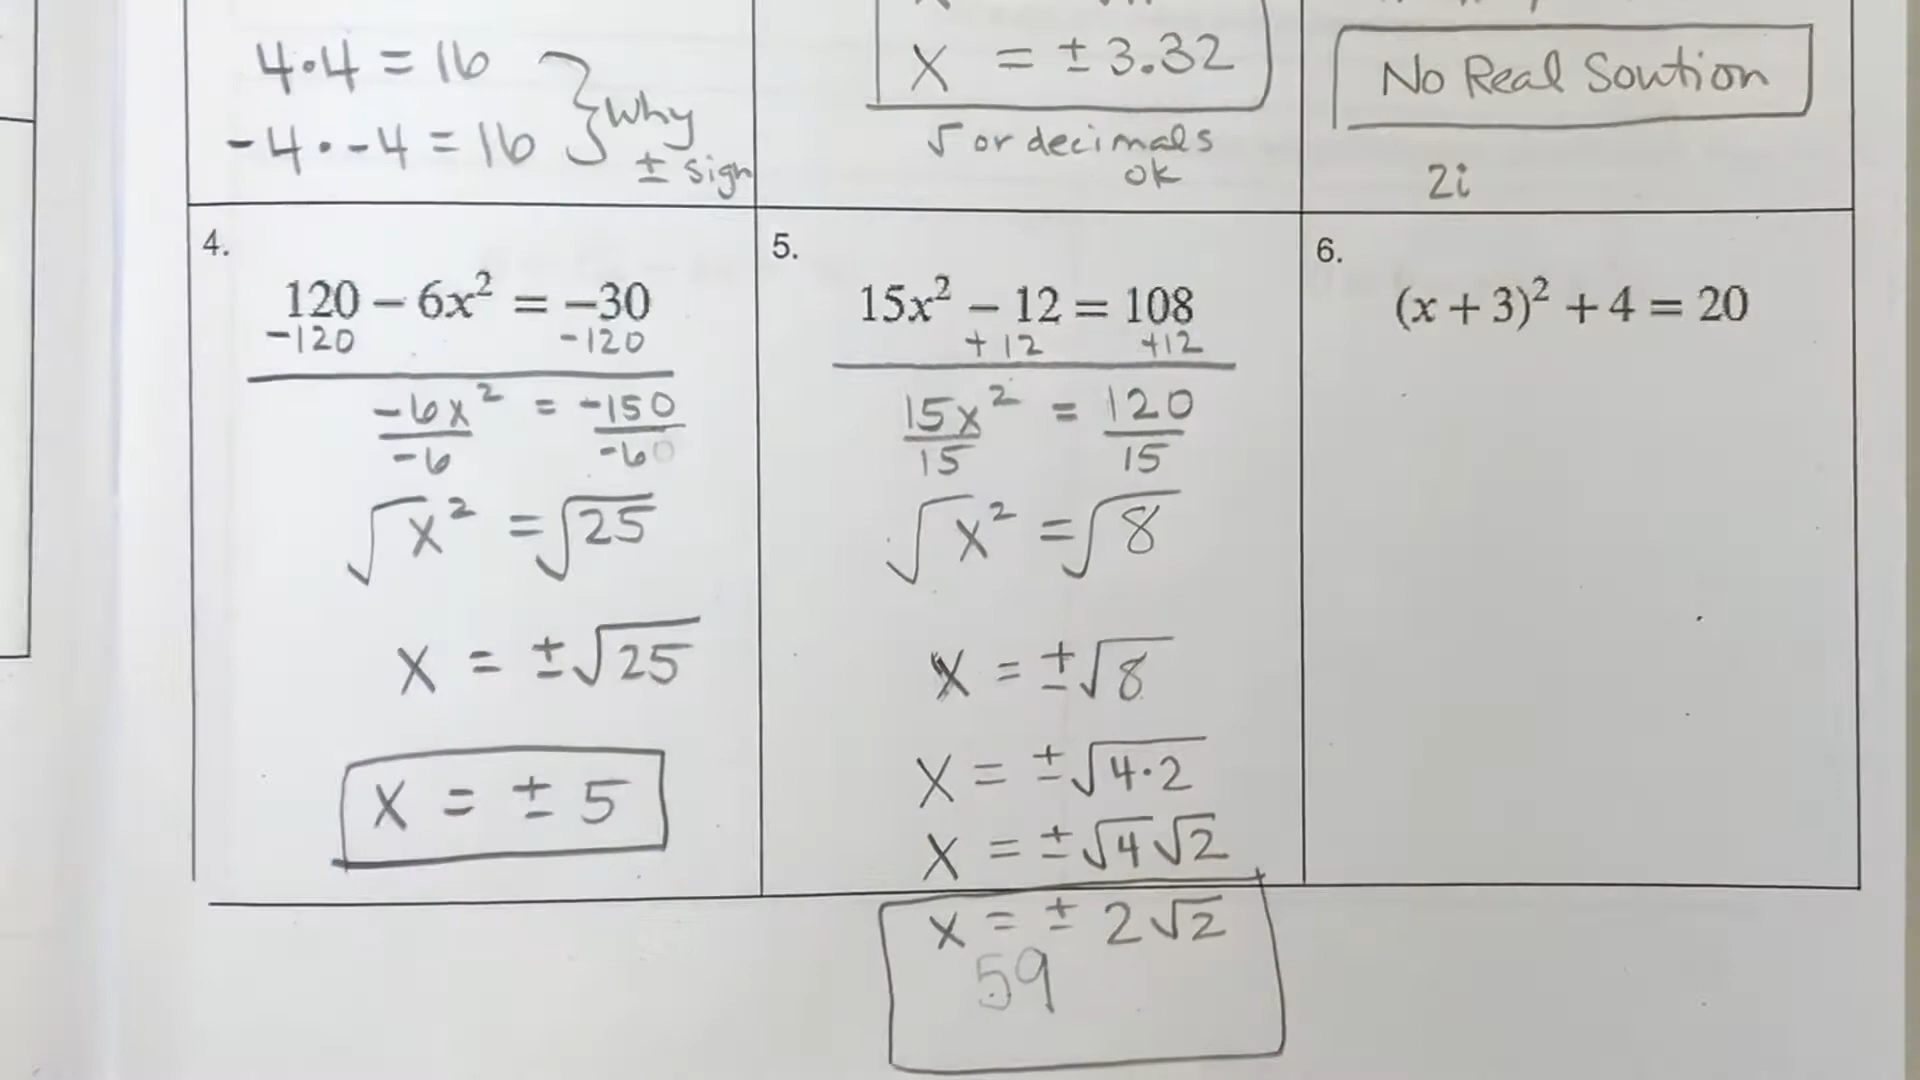 4·4 = 16
-4·-4 = 16
Why
± sign
x = ±3.32
√ or decimals
ok
No Real Soution
2i
4.
120 − 6x² = −30
-120 -120
-6x² = -150
-6 -60
√x² = √25
x = ±√25
x = ± 5
5.
15x² − 12 = 108
+12 +12
15x² = 120
15 15
√x² = √8
x = ±√8
x = ±√4·2
x = ±√4√2
x = ± 2√2
59
6.
(x + 3)² + 4 = 20